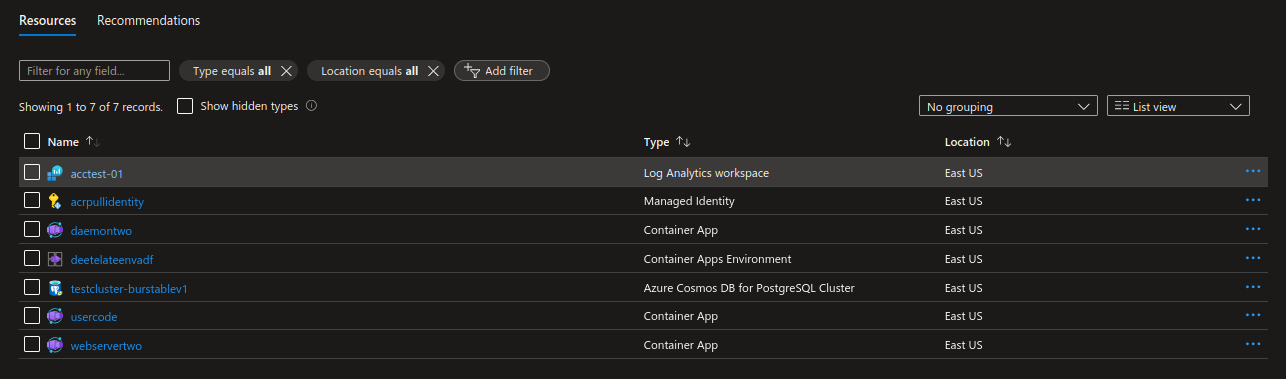 Resources Recommendations
Filter for any field... Type equals all Location equals all Add filter
Showing 1 to 7 of 7 records. Show hidden types No grouping List view
Name Type Location
acctest-01 Log Analytics workspace East US
acrpullidentity Managed Identity East US
daemontwo Container App East US
deetelateenvadf Container Apps Environment East US
testcluster-burstablev1 Azure Cosmos DB for PostgreSQL Cluster East US
usercode Container App East US
webservertwo Container App East US